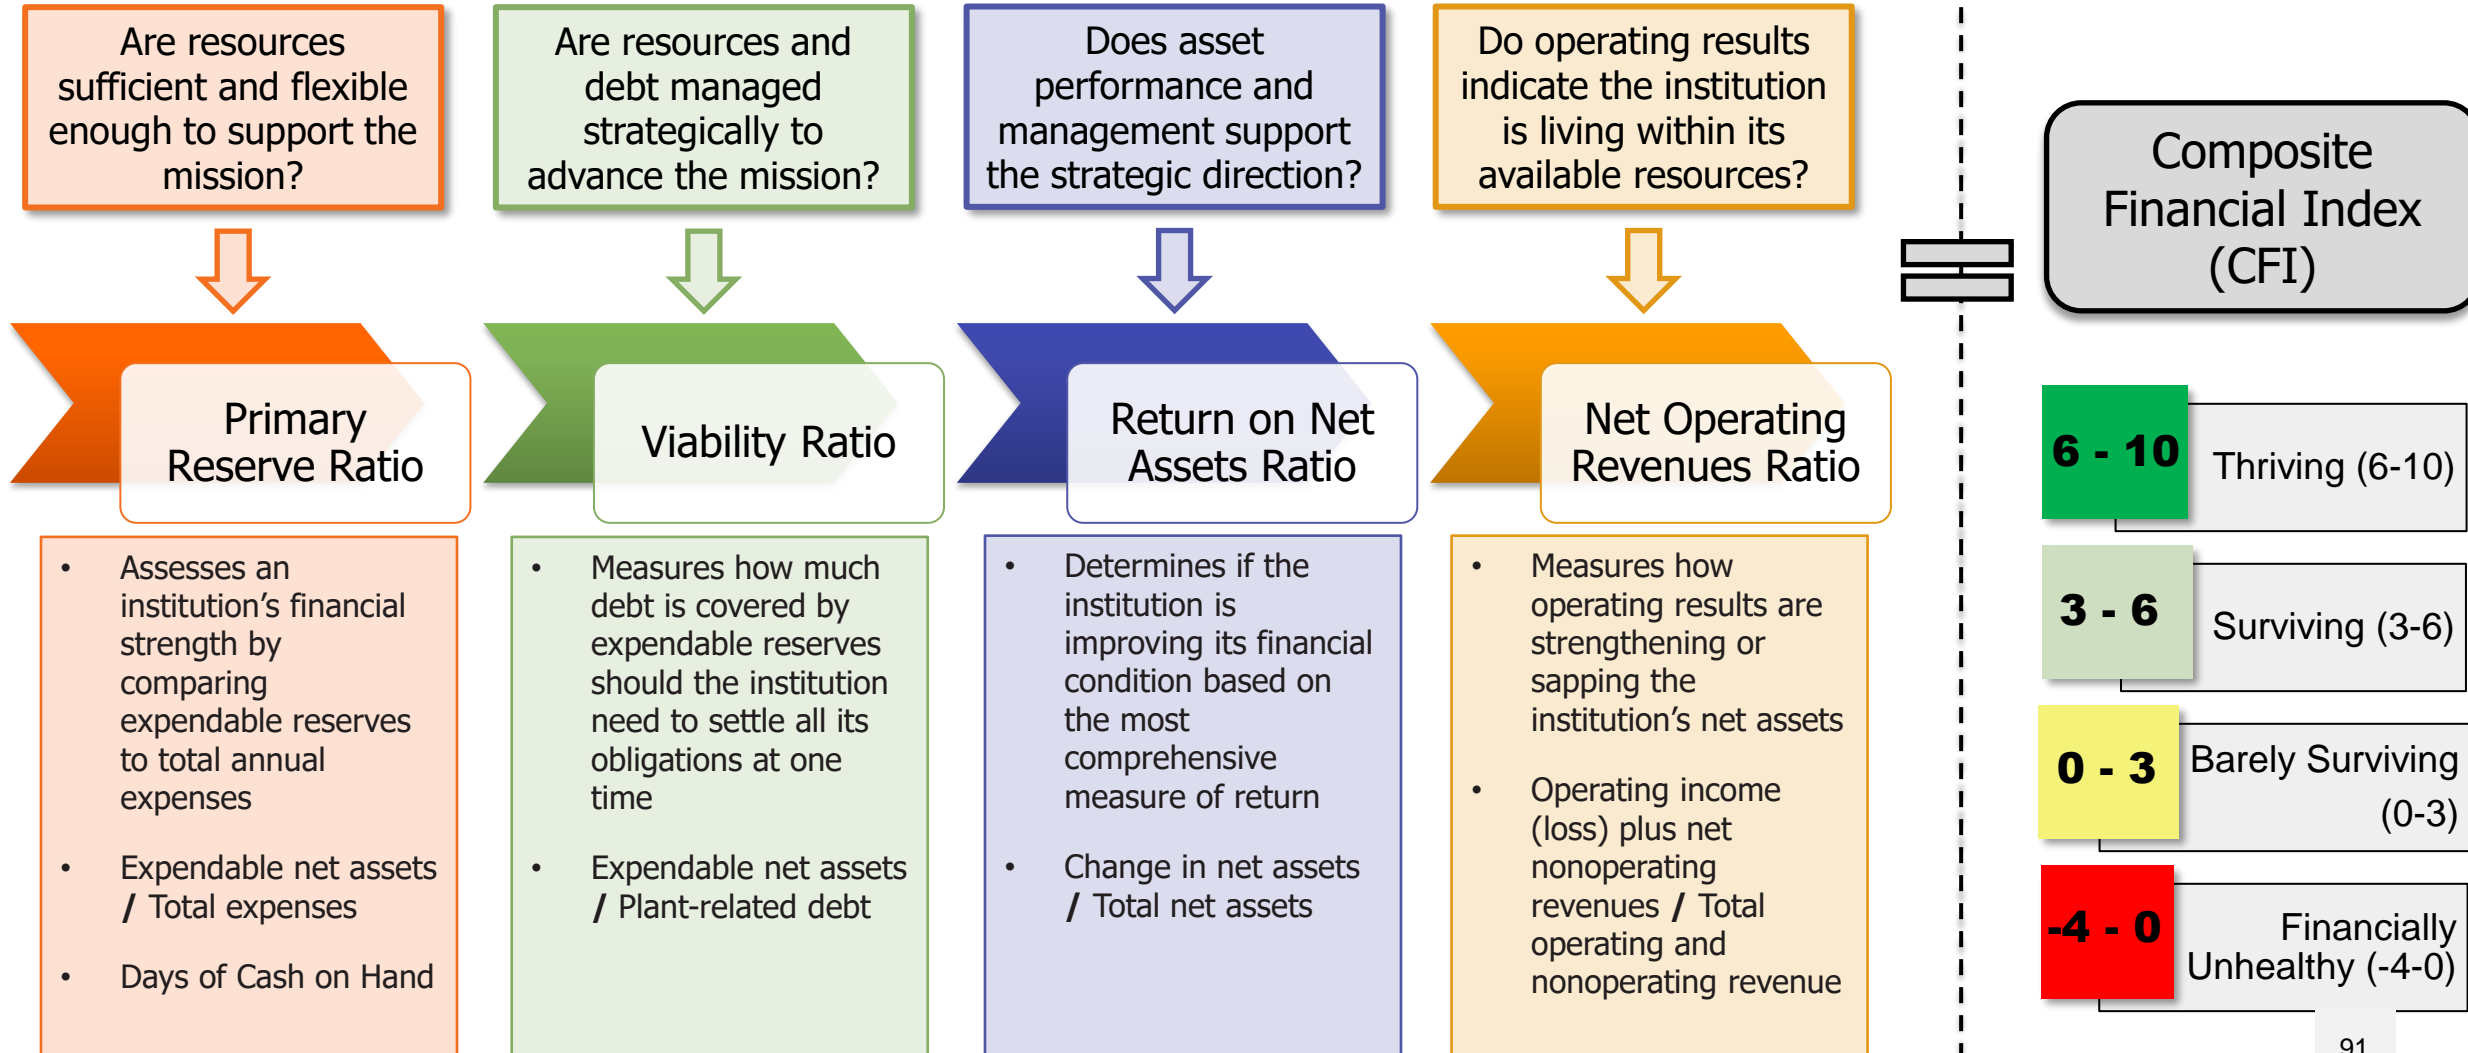 Are resources
sufficient and flexible
enough to support the
mission?
Are resources and
debt managed
strategically to
advance the mission?
Does asset
performance and
management support
the strategic direction?
Do operating results
indicate the institution
is living within its
available resources?
Primary
Reserve Ratio
Viability Ratio
Return on Net
Assets Ratio
Net Operating
Revenues Ratio
• Assesses an
institution’s financial
strength by
comparing
expendable reserves
to total annual
expenses
• Expendable net assets
/ Total expenses
• Days of Cash on Hand
• Measures how much
debt is covered by
expendable reserves
should the institution
need to settle all its
obligations at one
time
• Expendable net assets
/ Plant-related debt
• Determines if the
institution is
improving its financial
condition based on
the most
comprehensive
measure of return
• Change in net assets
/ Total net assets
• Measures how
operating results are
strengthening or
sapping the
institution’s net assets
• Operating income
(loss) plus net
nonoperating
revenues / Total
operating and
nonoperating revenue
Composite
Financial Index
(CFI)
6 - 10
Thriving (6-10)
3 - 6
Surviving (3-6)
0 - 3
Barely Surviving
(0-3)
-4 - 0
Financially
Unhealthy (-4-0)
91